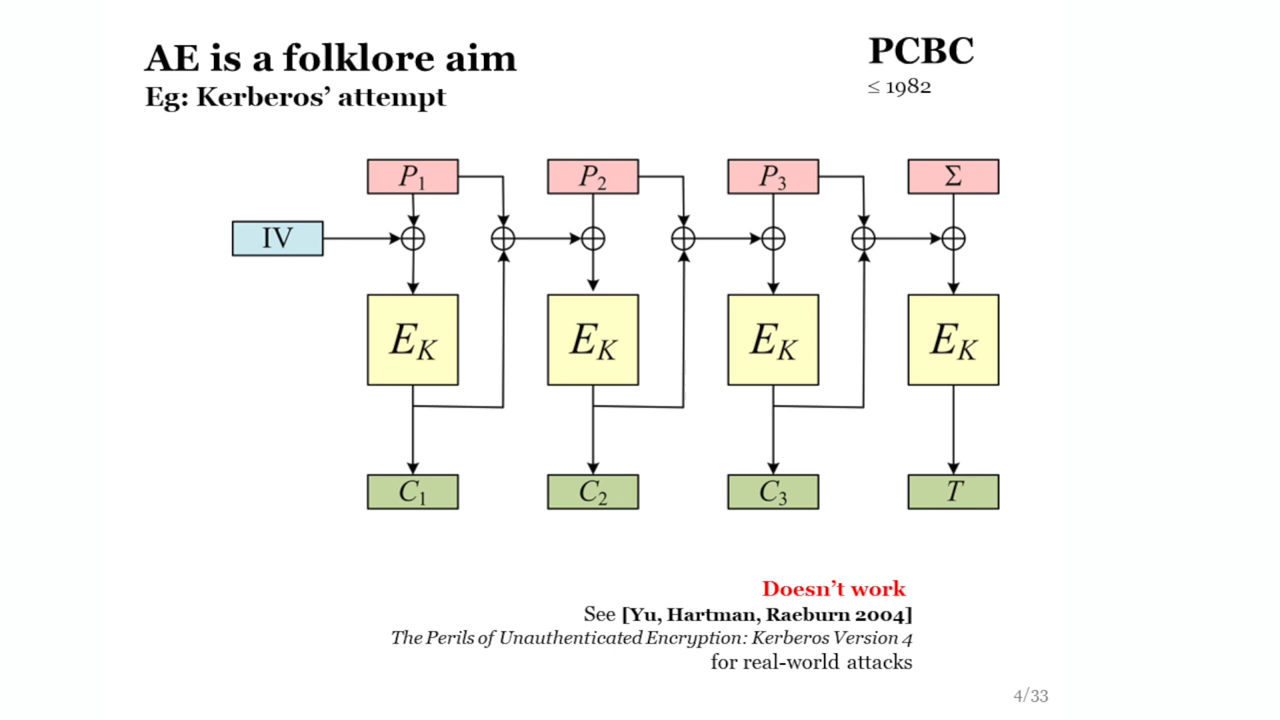 AE is a folklore aim
Eg: Kerberos’ attempt
PCBC
≤ 1982
P1 P2 P3 Σ
IV
EK EK EK EK
C1 C2 C3 T
Doesn’t work
See [Yu, Hartman, Raeburn 2004]
The Perils of Unauthenticated Encryption: Kerberos Version 4
for real-world attacks
4/33